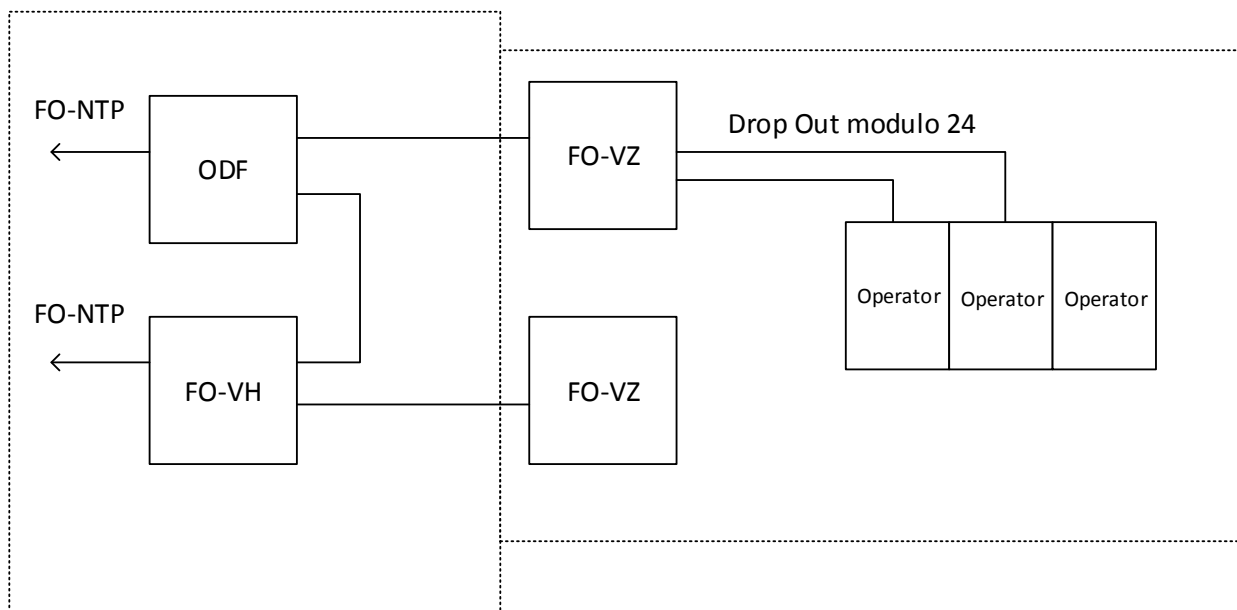 FO-NTP
ODF
FO-VZ
Drop Out modulo 24
Operator
Operator
Operator
FO-NTP
FO-VH
FO-VZ